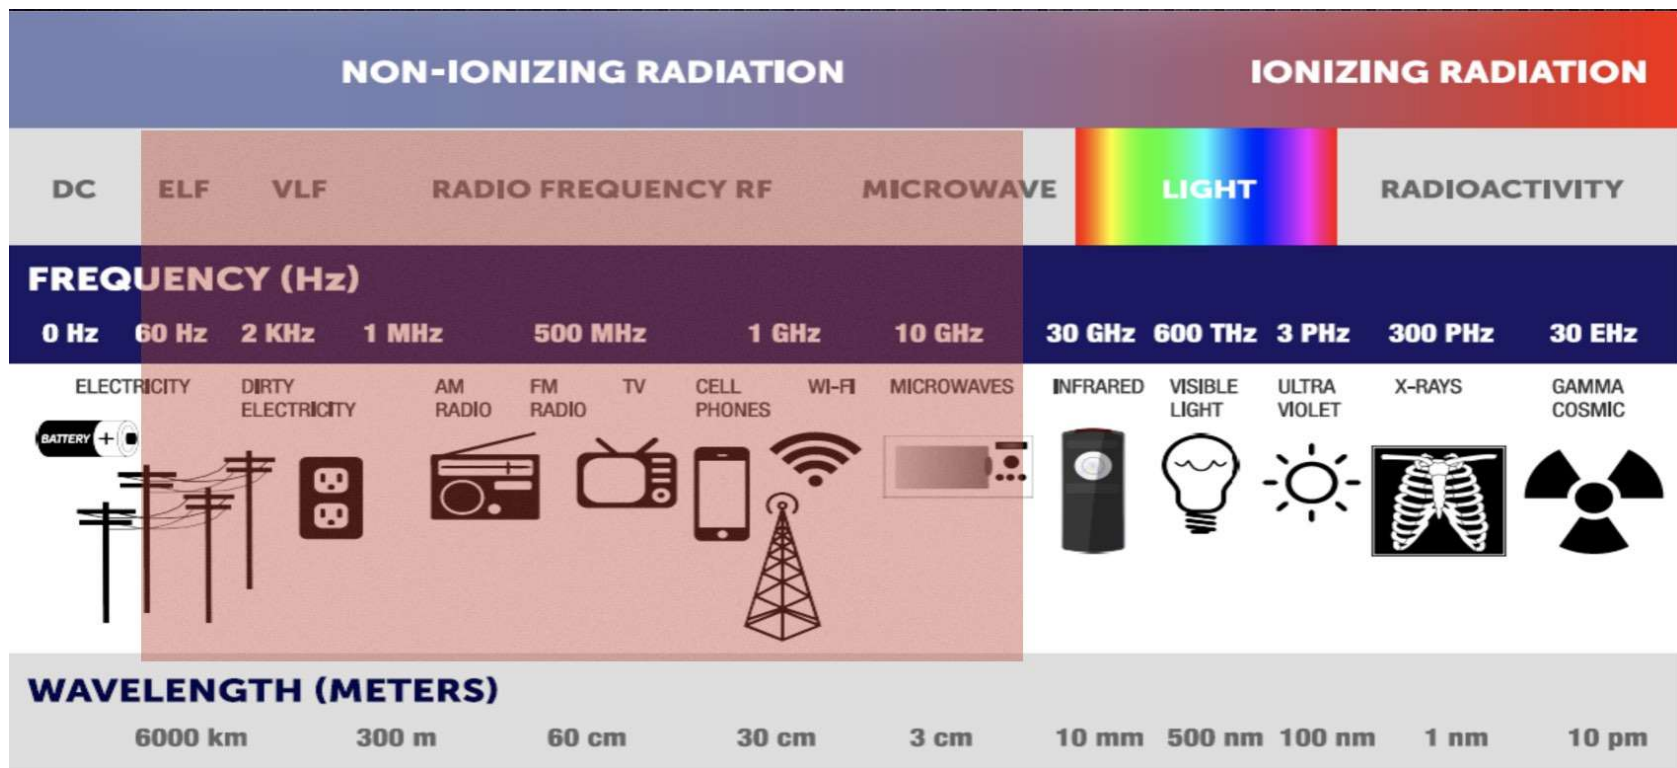 NON-IONIZING RADIATION IONIZING RADIATION
DC ELF VLF RADIO FREQUENCY RF MICROWAVE LIGHT RADIOACTIVITY
FREQUENCY (Hz)
0 Hz 60 Hz 2 KHz 1 MHz 500 MHz 1 GHz 10 GHz 30 GHz 600 THz 3 PHz 300 PHz 30 EHz
ELECTRICITY DIRTY AM FM TV CELL WI-FI MICROWAVES INFRARED VISIBLE ULTRA X-RAYS GAMMA
ELECTRICITY RADIO RADIO PHONES LIGHT VIOLET COSMIC
BATTERY +
WAVELENGTH (METERS)
6000 km 300 m 60 cm 30 cm 3 cm 10 mm 500 nm 100 nm 1 nm 10 pm